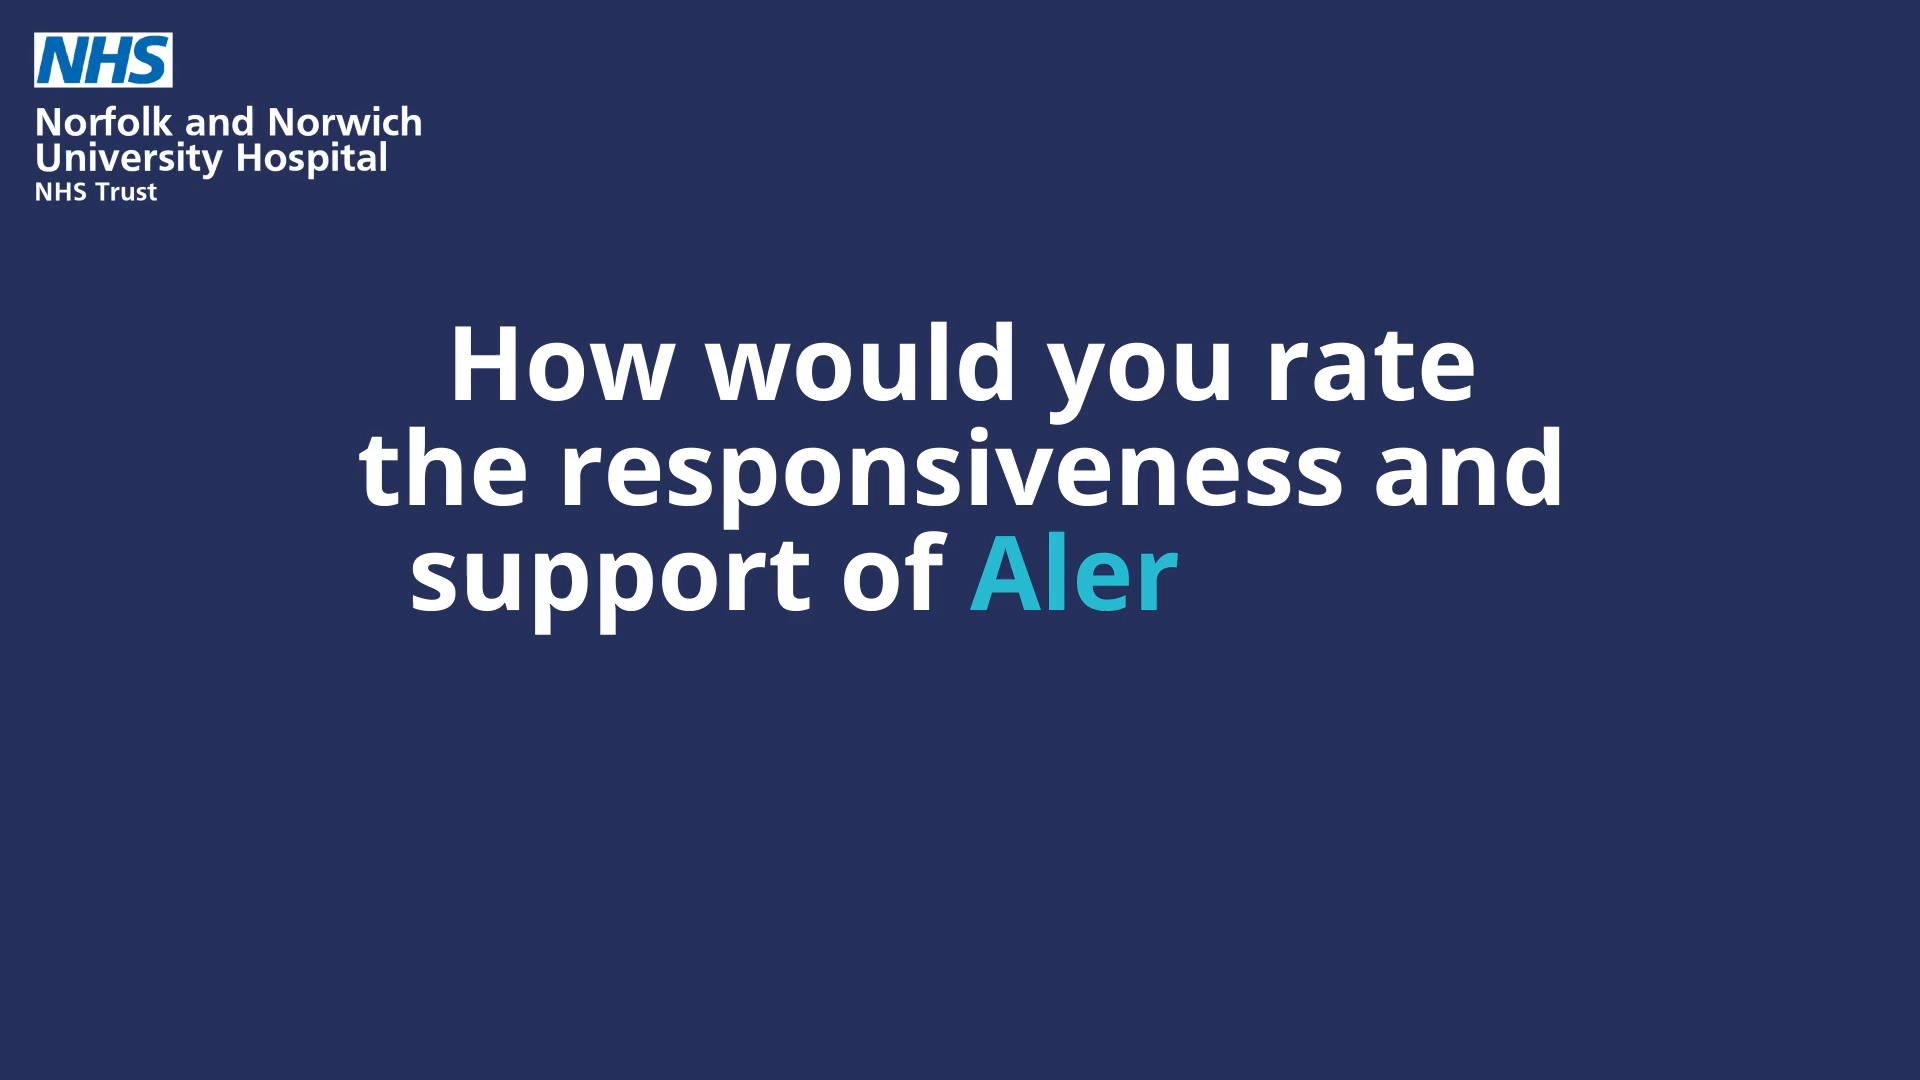 NHS
Norfolk and Norwich
University Hospital
NHS Trust
How would you rate
the responsiveness and
support of Aler